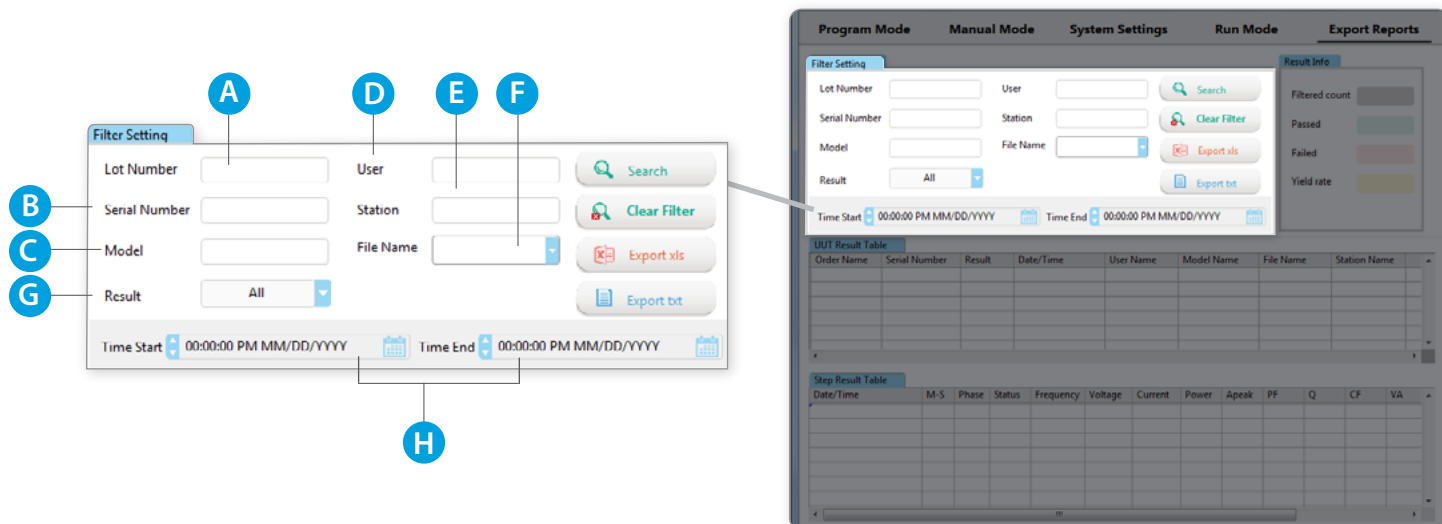 A
D
E
F
B
C
G
H
Filter Setting
Lot Number
User
Search
Serial Number
Station
Clear Filter
Model
File Name
Export xls
Result
All
Export txt
Time Start 00:00:00 PM MM/DD/YYYY
Time End 00:00:00 PM MM/DD/YYYY
Program Mode Manual Mode System Settings Run Mode Export Reports
Filter Setting
Lot Number User Search
Serial Number Station Clear Filter
Model File Name Export xls
Result All Export txt
Time Start 00:00:00 PM MM/DD/YYYY Time End 00:00:00 PM MM/DD/YYYY
Result Info
Filtered count
Passed
Failed
Yield rate
UUT Result Table
Order Name Serial Number Result Date/Time User Name Model Name File Name Station Name
Step Result Table
Date/Time M-S Phase Status Frequency Voltage Current Power Apeak PF Q CF VA